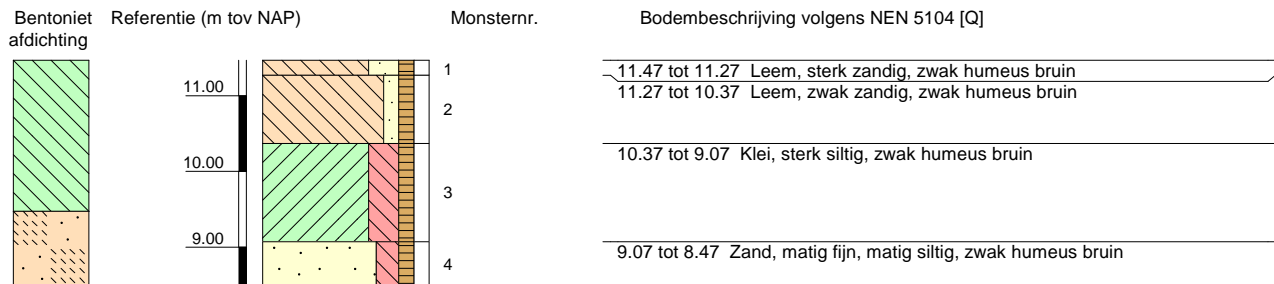 Bentoniet Referentie (m tov NAP) Monsternr. Bodembeschrijving volgens NEN 5104 [Q]
afdichting
1 11.47 tot 11.27 Leem, sterk zandig, zwak humeus bruin
11.00 11.27 tot 10.37 Leem, zwak zandig, zwak humeus bruin
2
10.37 tot 9.07 Klei, sterk siltig, zwak humeus bruin
10.00
3
9.00 9.07 tot 8.47 Zand, matig fijn, matig siltig, zwak humeus bruin
4